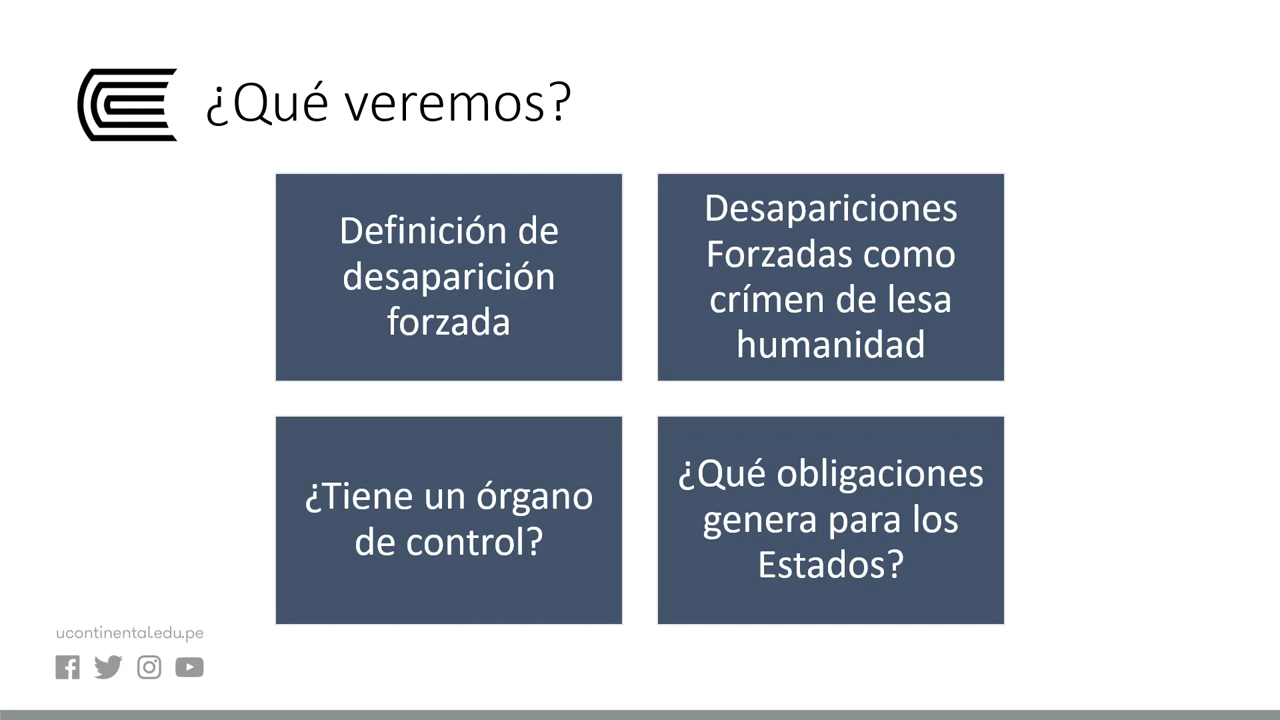 ¿Qué veremos?
Definición de
desaparición
forzada
Desapariciones
Forzadas como
crímen de lesa
humanidad
¿Tiene un órgano
de control?
¿Qué obligaciones
genera para los
Estados?
ucontinental.edu.pe